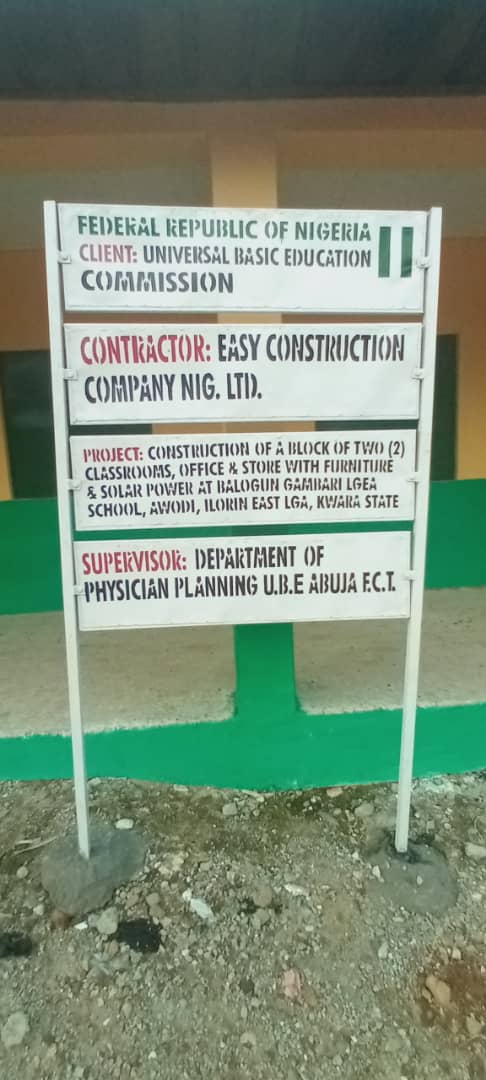 FEDERAL REPUBLIC OF NIGERIA
CLIENT: UNIVERSAL BASIC EDUCATION
COMMISSION
CONTRACTOR: EASY CONSTRUCTION
COMPANY NIG. LTD.
PROJECT: CONSTRUCTION OF A BLOCK OF TWO (2)
CLASSROOMS, OFFICE & STORE WITH FURNITURE
& SOLAR POWER AT BALOGUN GAMBARI LGEA
SCHOOL, AWODI, ILORIN EAST LGA, KWARA STATE
SUPERVISOR: DEPARTMENT OF
PHYSICIAN PLANNING U.B.E ABUJA F.C.T.